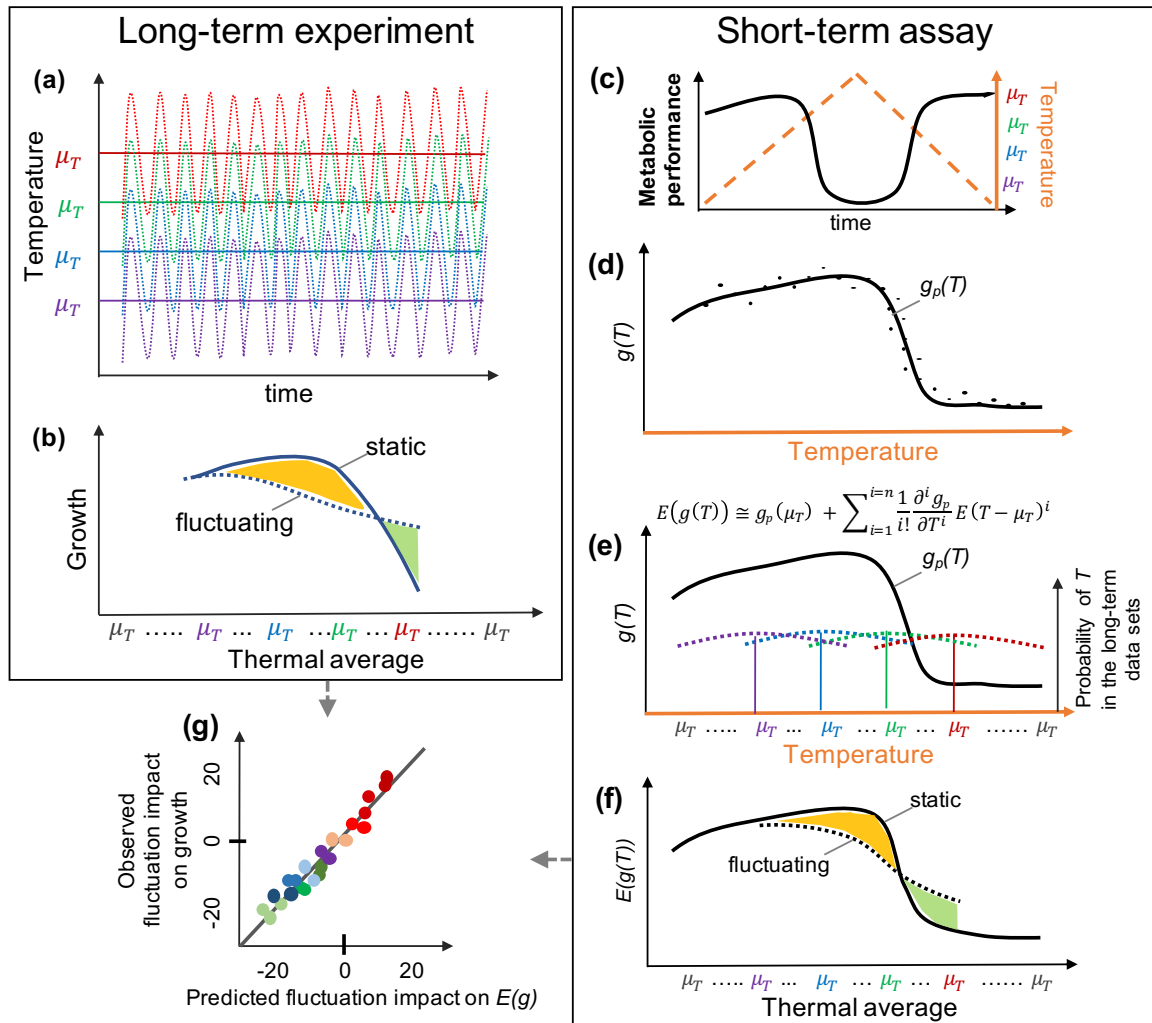 Long-term experiment
(a)
Temperature
μT
μT
μT
μT
time
(b)
Growth
static
fluctuating
μT ..... μT ... μT ... μT ... μT ...... μT
Thermal average
Short-term assay
(c)
Metabolic
performance
time
μT
μT
μT
μT
Temperature
(d)
g(T)
gp(T)
Temperature
E(g(T)) ≅ gp(μT) + ∑_{i=1}^{i=n} 1/i! ∂^i gp/∂T^i E(T − μT)^i
(e)
g(T)
gp(T)
Probability of T
in the long-term
data sets
μT ..... μT ... μT ... μT ... μT ...... μT
Temperature
(f)
E(g(T))
static
fluctuating
μT ..... μT ... μT ... μT ... μT ...... μT
Thermal average
(g)
Observed
fluctuation impact
on growth
20
0
-20
-20 0 20
Predicted fluctuation impact on E(g)